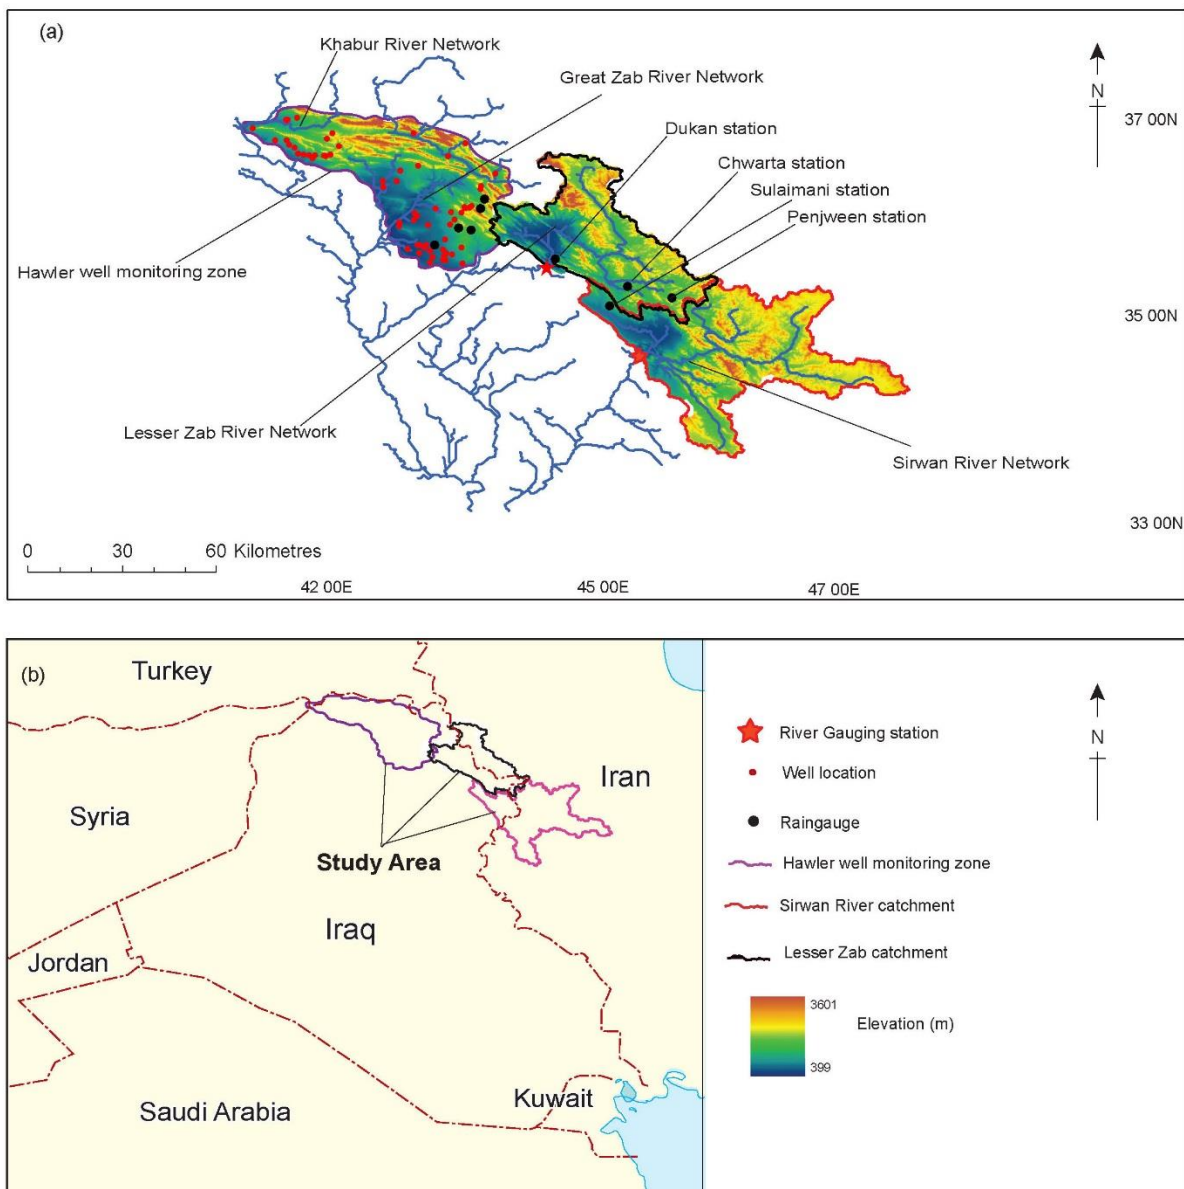 (a)
Khabur River Network
Great Zab River Network
N
37 00N
Dukan station
Chwarta station
Sulaimani station
Penjween station
Hawler well monitoring zone
35 00N
Lesser Zab River Network
Sirwan River Network
33 00N
0 30 60 Kilometres
42 00E 45 00E 47 00E
(b)
Turkey
N
River Gauging station
Iran
Well location
Syria
Raingauge
Study Area
Hawler well monitoring zone
Sirwan River catchment
Iraq
Lesser Zab catchment
Jordan
3601
Elevation (m)
399
Kuwait
Saudi Arabia